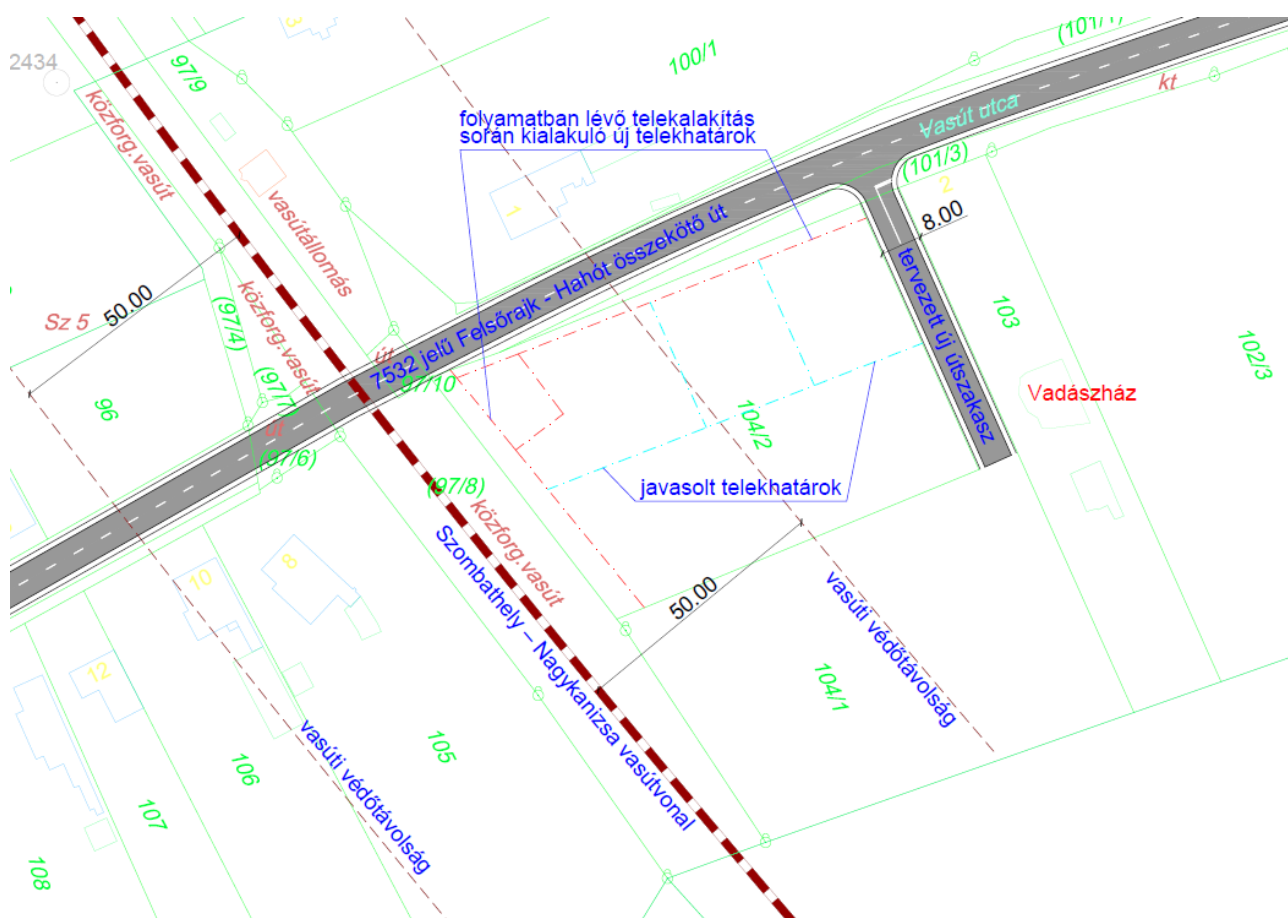 2434
97/9
3
100/1
(101/1)
kt
Vasút utca
közforg.vasút
folyamatban lévő telekalakítás
során kialakuló új telekhatárok
(101/3)
2
8.00
1
vasútállomás
7532 jelű Felsőrajk - Hahót összekötő út
tervezett új útszakasz
103
102/3
50.00
Sz 5
(97/4)
közforg.vasút
út
97/10
Vadászház
96
(97/7)
út
(97/6)
104/2
(97/8)
javasolt telekhatárok
közforg.vasút
Szombathely – Nagykanizsa vasútvonal
50.00
vasúti védőtávolság
10
8
12
104/1
vasúti védőtávolság
105
106
107
108